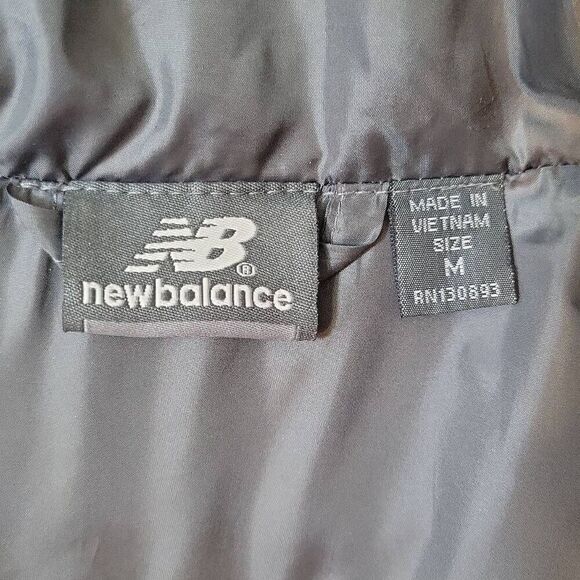 NB®
newbalance
MADE IN
VIETNAM
SIZE
M
RN130893